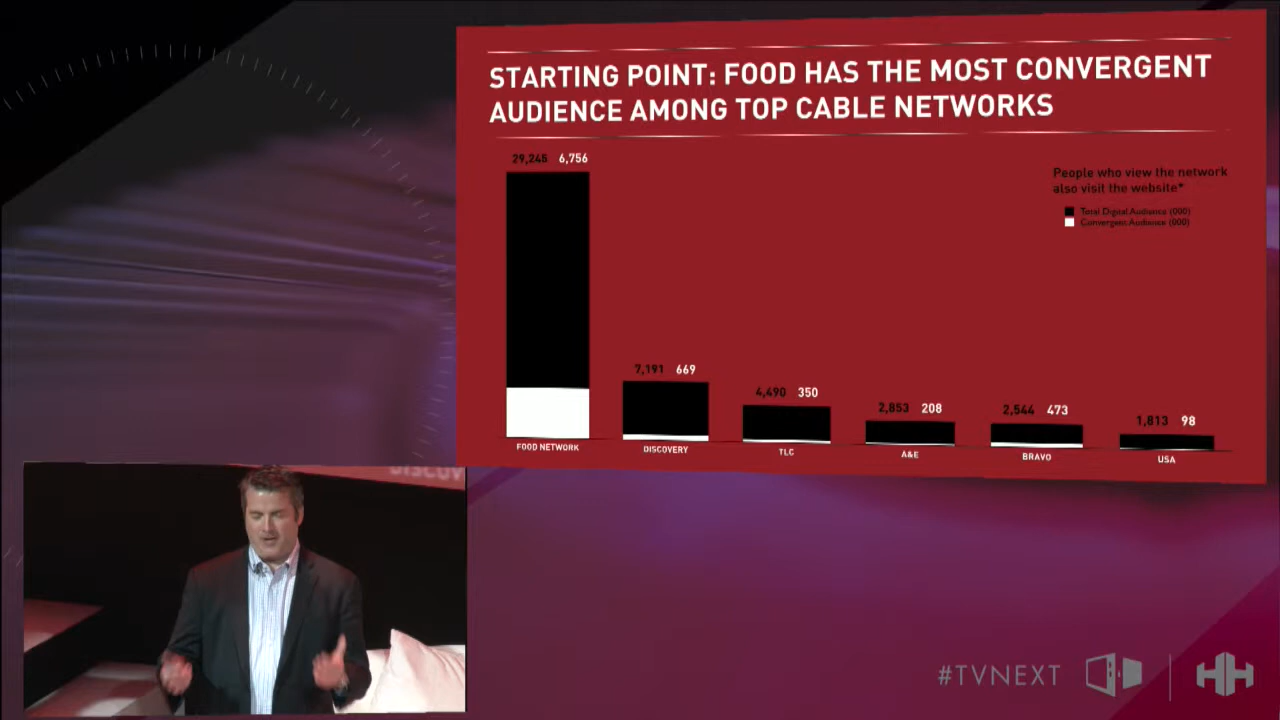 STARTING POINT: FOOD HAS THE MOST CONVERGENT
AUDIENCE AMONG TOP CABLE NETWORKS
29,245 6,756
People who view the network
also visit the website*
Total Digital Audience (000)
Convergent Audience (000)
7,191 669
4,490 350
2,853 208
2,544 473
1,813 98
FOOD NETWORK
DISCOVERY
TLC
A&E
BRAVO
USA
DISCOV
#TVNEXT